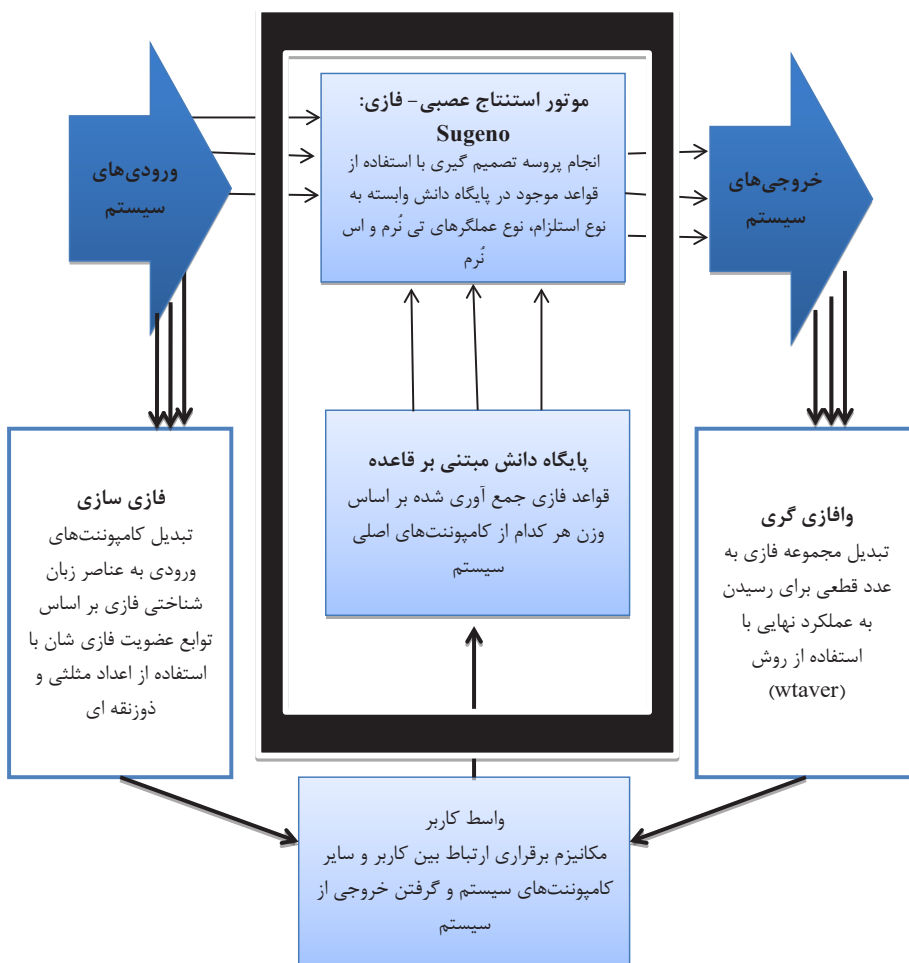 ورودی‌های
سیستم
موتور استنتاج عصبی- فازی:
Sugeno
انجام پروسه تصمیم گیری با استفاده از
قواعد موجود در پایگاه دانش وابسته به
نوع استلزام، نوع عملگرهای تی نُرم و اس
نُرم
خروجی‌های
سیستم
فازی سازی
تبدیل کامپوننت‌های
ورودی به عناصر زبان
شناختی فازی بر اساس
توابع عضویت فازی شان با
استفاده از اعداد مثلثی و
ذوزنقه ای
پایگاه دانش مبتنی بر قاعده
قواعد فازی جمع آوری شده بر اساس
وزن هر کدام از کامپوننت‌های اصلی
سیستم
وافازی گری
تبدیل مجموعه فازی به
عدد قطعی برای رسیدن
به عملکرد نهایی با
استفاده از روش
(wtaver)
واسط کاربر
مکانیزم برقراری ارتباط بین کاربر و سایر
کامپوننت‌های سیستم و گرفتن خروجی از
سیستم